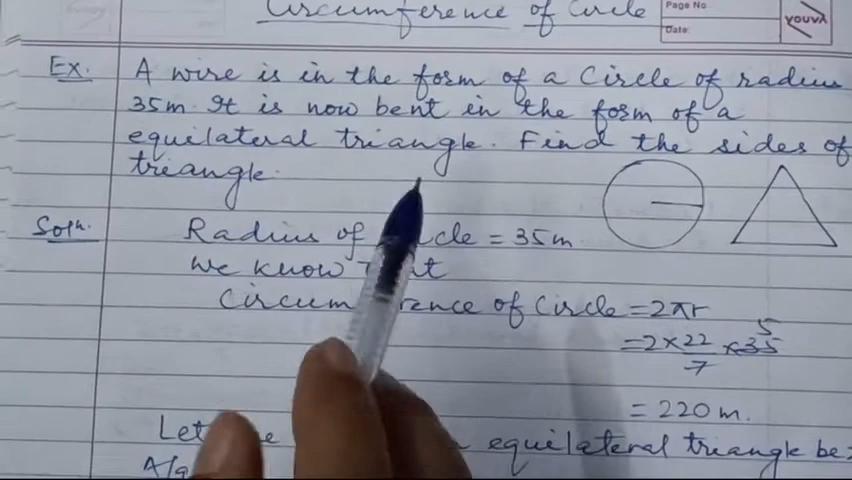 Circumference of Circle
Page No
Date:
YOUVA
Ex. A wire is in the form of a Circle of radius
35m. It is now bent in the form of a
equilateral triangle. Find the sides of
triangle.
Soln. Radius of = 35m
We know
Circum rence of Circle = 2πr
= 2 × 22/7 × 35 5
= 220 m.
Let equilateral triangle be
A/q